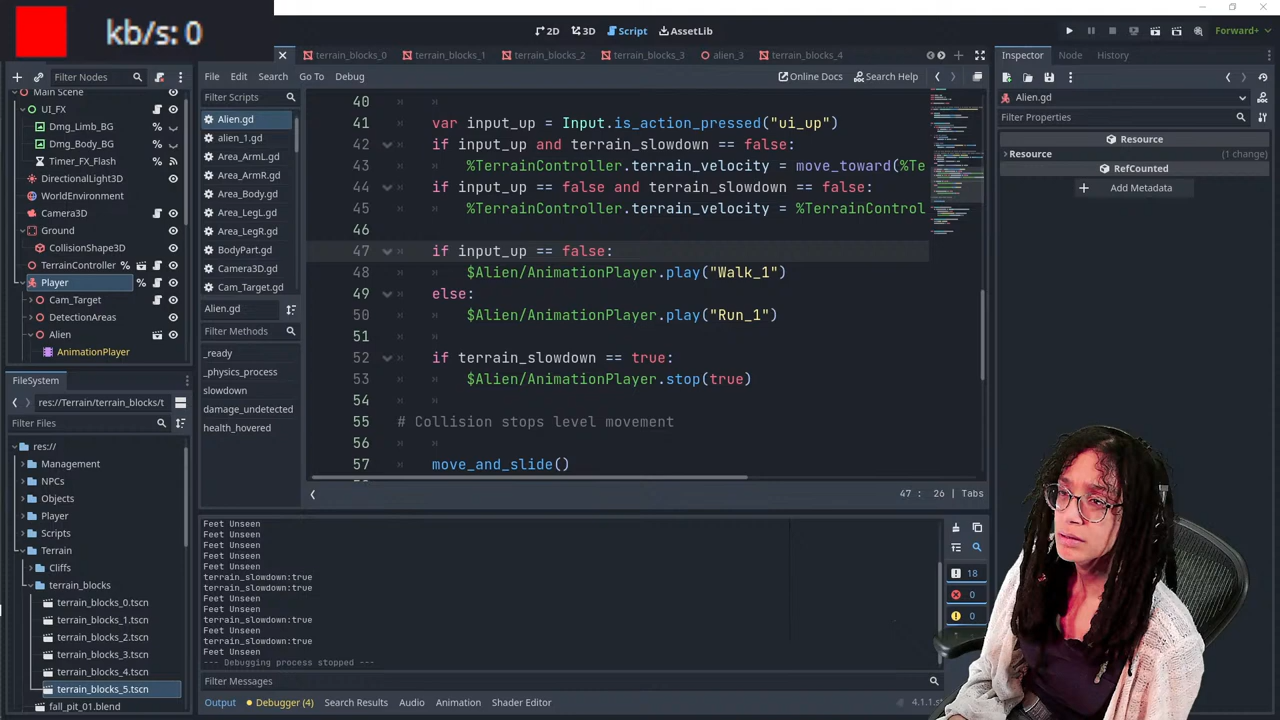 kb/s: 0
2D 3D Script AssetLib
Forward+
terrain_blocks_0 terrain_blocks_1 terrain_blocks_2 terrain_blocks_3 alien_3 terrain_blocks_4
Inspector Node History
Filter Nodes
File Edit Search Go To Debug
Online Docs Search Help
Main Scene
UI_FX
Dmg_Limb_BG %
Dmg_Body_BG %
Timer_FX_Flash %
DirectionalLight3D
WorldEnvironment
Camera3D
Ground
CollisionShape3D
TerrainController %
Player %
Cam_Target
DetectionAreas
Alien
AnimationPlayer
FileSystem
res://Terrain/terrain_blocks/t
Filter Files
res://
Management
NPCs
Objects
Player
Scripts
Terrain
Cliffs
terrain_blocks
terrain_blocks_0.tscn
terrain_blocks_1.tscn
terrain_blocks_2.tscn
terrain_blocks_3.tscn
terrain_blocks_4.tscn
terrain_blocks_5.tscn
fall_pit_01.blend
Filter Scripts
Alien.gd
alien_1.gd
Area_ArmL.gd
Area_ArmR.gd
Area_Body.gd
Area_LegL.gd
Area_LegR.gd
BodyPart.gd
Camera3D.gd
Cam_Target.gd
Alien.gd
Filter Methods
_ready
_physics_process
slowdown
damage_undetected
health_hovered
40
41 var input_up = Input.is_action_pressed("ui_up")
42 if input_up and terrain_slowdown == false:
43 %TerrainController.terrain_velocity = move_toward(%Te
44 if input_up == false and terrain_slowdown == false:
45 %TerrainController.terrain_velocity = %TerrainControl
46
47 if input_up == false:
48 $Alien/AnimationPlayer.play("Walk_1")
49 else:
50 $Alien/AnimationPlayer.play("Run_1")
51
52 if terrain_slowdown == true:
53 $Alien/AnimationPlayer.stop(true)
54
55 # Collision stops level movement
56
57 move_and_slide()
47 : 26 | Tabs
Feet Unseen
Feet Unseen
Feet Unseen
Feet Unseen
Feet Unseen
terrain_slowdown:true
terrain_slowdown:true
Feet Unseen
Feet Unseen
terrain_slowdown:true
Feet Unseen
terrain_slowdown:true
Feet Unseen
--- Debugging process stopped ---
18
0
0
Filter Messages
Output Debugger (4) Search Results Audio Animation Shader Editor
4.1.1.s
Alien.gd
Filter Properties
Resource
Resource (1 change)
RefCounted
Add Metadata